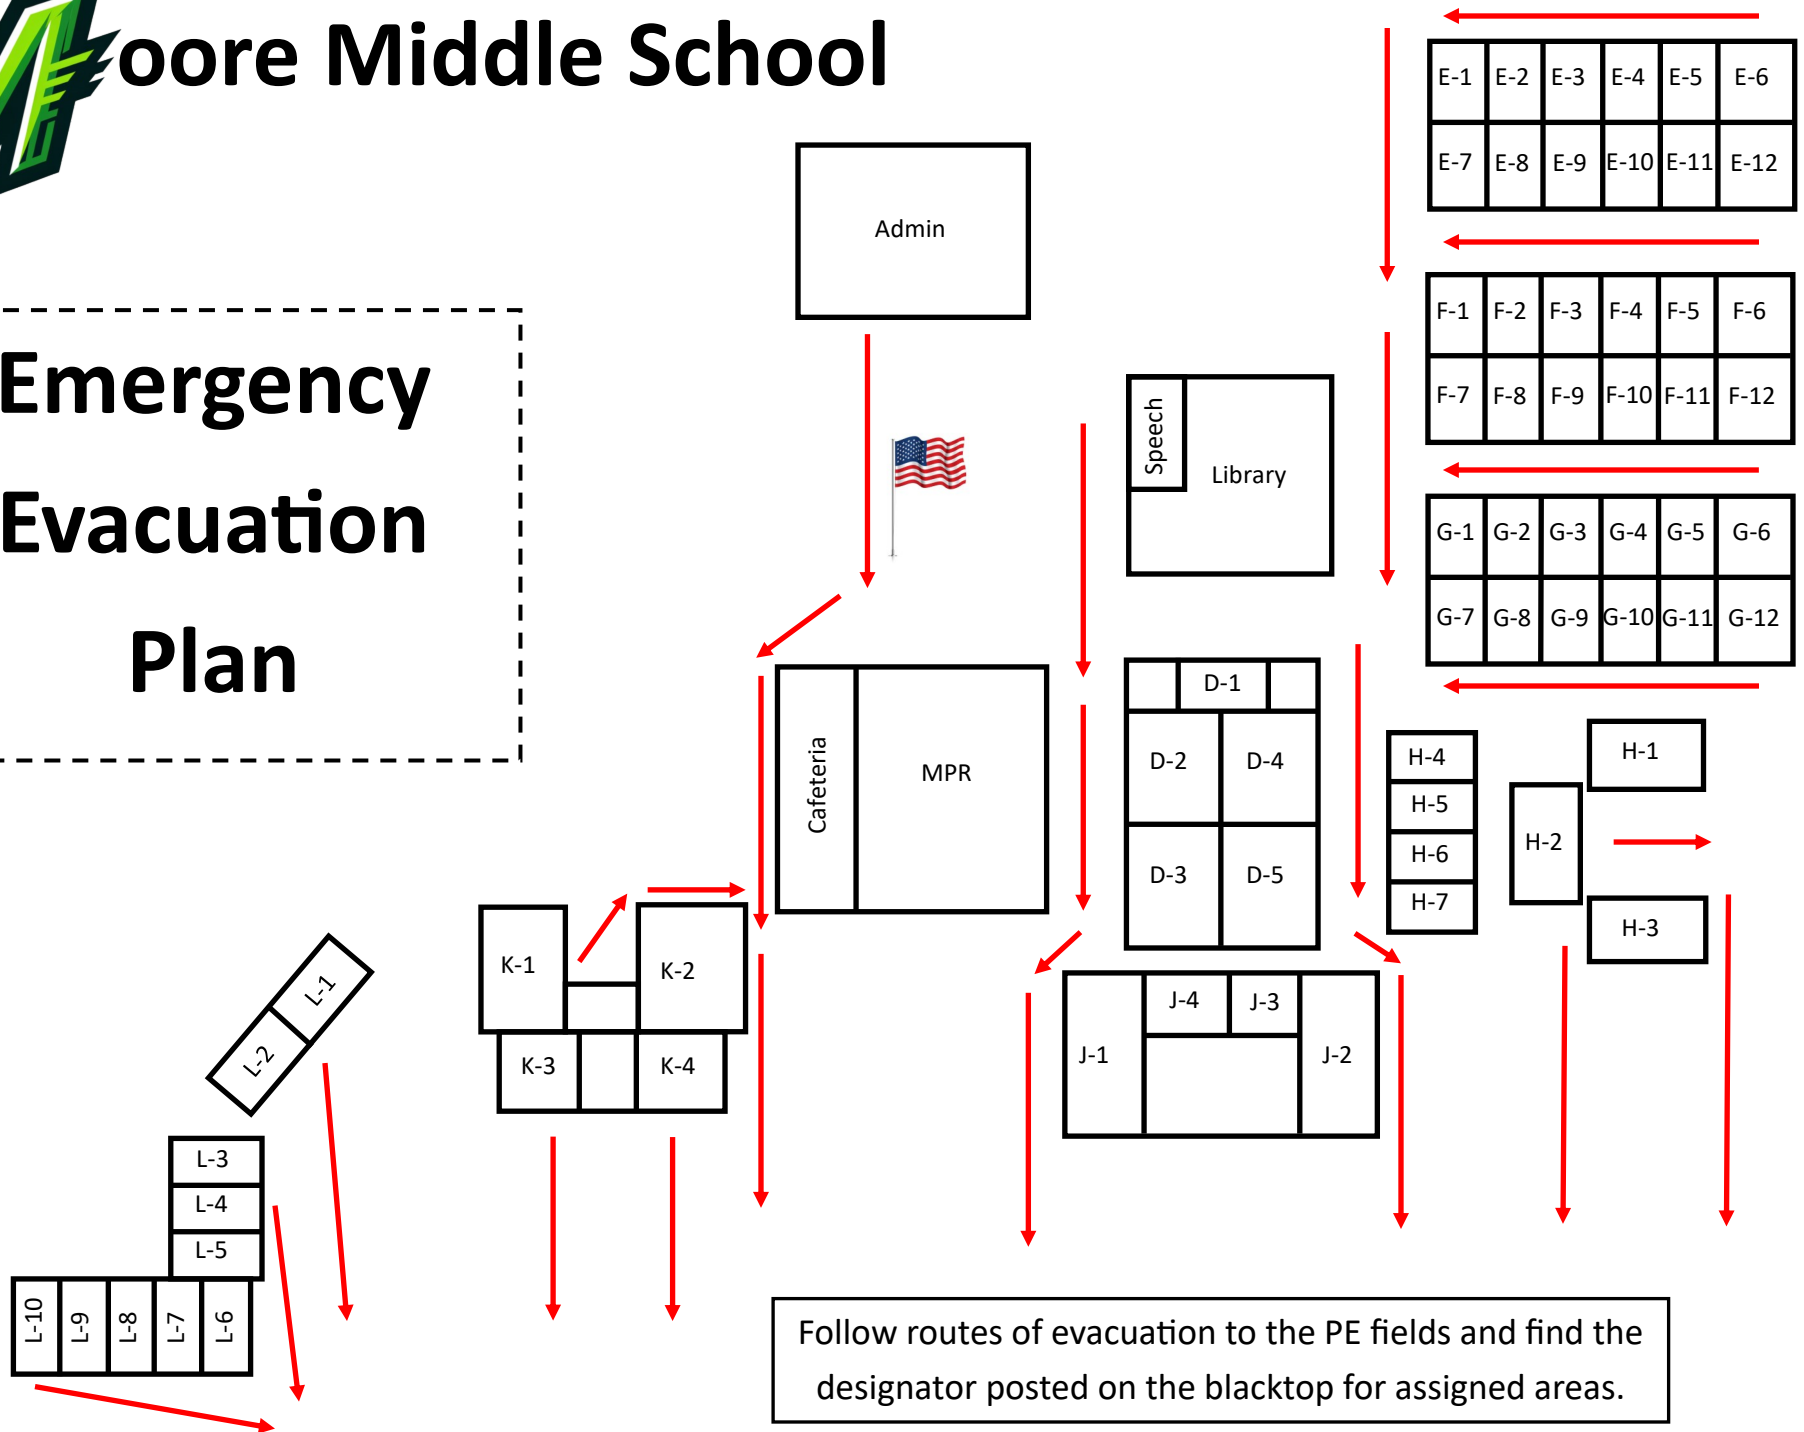 Moore Middle School
Emergency
Evacuation
Plan
Admin
E-1 E-2 E-3 E-4 E-5 E-6
E-7 E-8 E-9 E-10 E-11 E-12
F-1 F-2 F-3 F-4 F-5 F-6
F-7 F-8 F-9 F-10 F-11 F-12
Speech
Library
G-1 G-2 G-3 G-4 G-5 G-6
G-7 G-8 G-9 G-10 G-11 G-12
Cafeteria
MPR
D-1
D-2 D-4
D-3 D-5
H-4
H-5
H-6
H-7
H-1
H-2
H-3
K-1 K-2
K-3 K-4
J-4 J-3
J-1 J-2
L-1
L-2
L-3
L-4
L-5
L-10 L-9 L-8 L-7 L-6
Follow routes of evacuation to the PE fields and find the
designator posted on the blacktop for assigned areas.